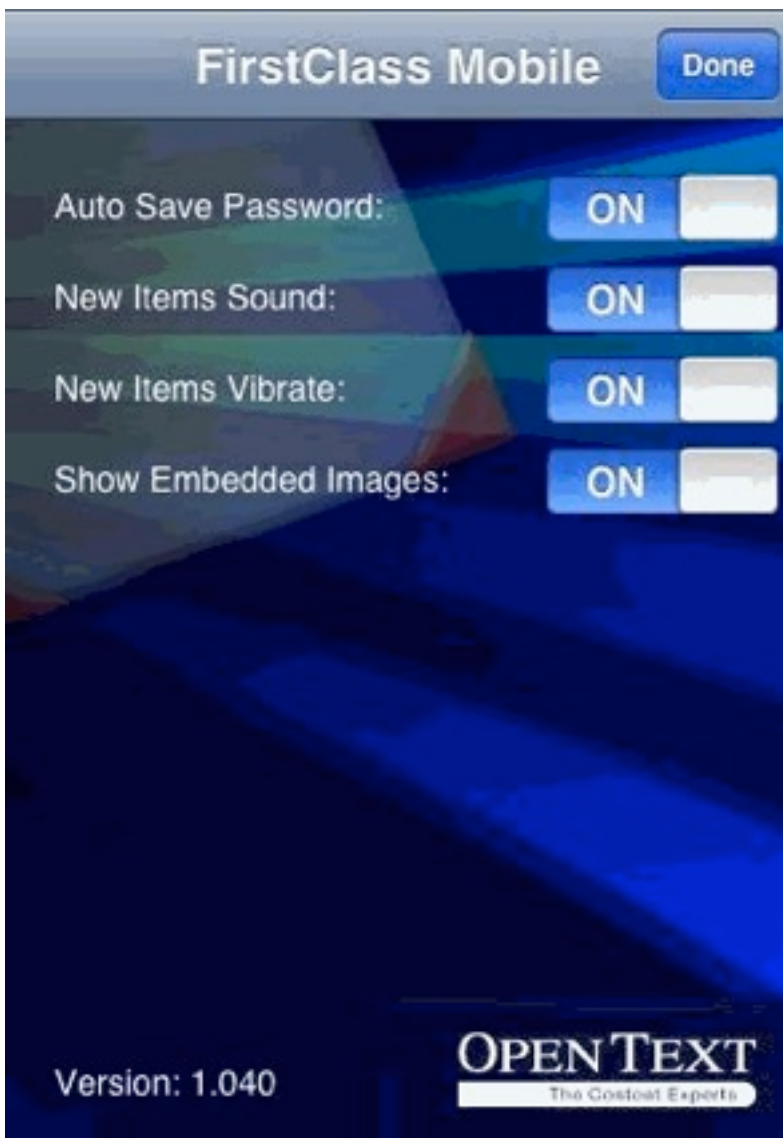 FirstClass Mobile
Done
Auto Save Password: ON
New Items Sound: ON
New Items Vibrate: ON
Show Embedded Images: ON
Version: 1.040
OPEN TEXT
The Content Experts